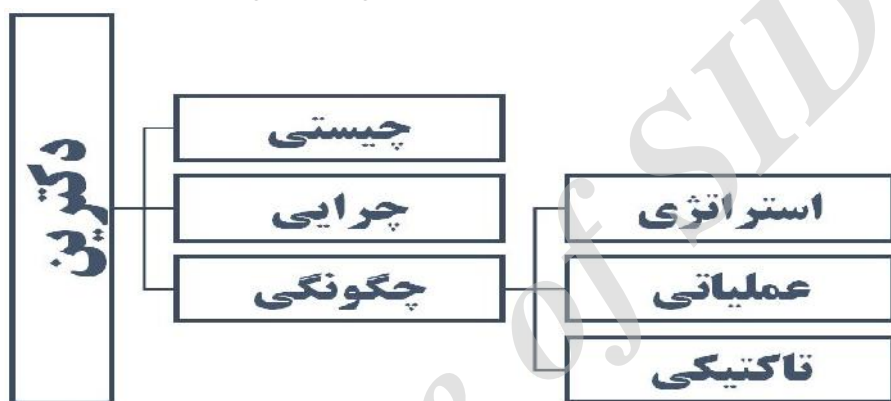 دکترین
چیستی
چرایی
چگونگی
استراتژی
عملیاتی
تاکتیکی
of SID